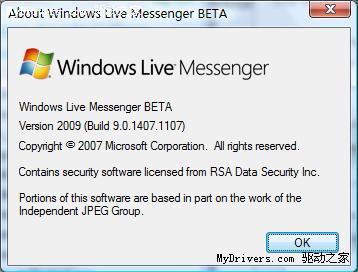 About Windows Live Messenger BETA
Windows Live Messenger
Windows Live Messenger BETA
Version 2009 (Build 9.0.1407.1107)
Copyright © 2007 Microsoft Corporation. All rights reserved.
Contains security software licensed from RSA Data Security Inc.
Portions of this software are based in part on the work of the
Independent JPEG Group.
OK
MyDrivers.com 驱动之家